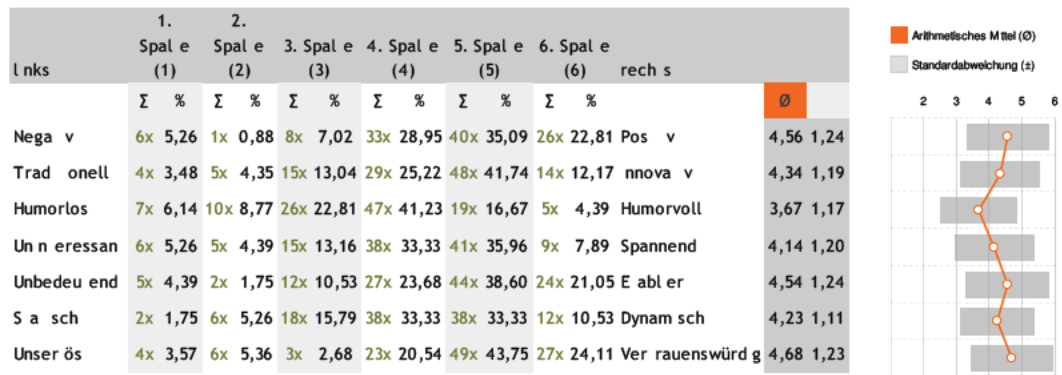 1. 2.
Spal e Spal e 3. Spal e 4. Spal e 5. Spal e 6. Spal e
l nks (1) (2) (3) (4) (5) (6) rech s
Σ % Σ % Σ % Σ % Σ % Σ % Ø
Nega v 6x 5,26 1x 0,88 8x 7,02 33x 28,95 40x 35,09 26x 22,81 Pos v 4,56 1,24
Trad onell 4x 3,48 5x 4,35 15x 13,04 29x 25,22 48x 41,74 14x 12,17 nnova v 4,34 1,19
Humorlos 7x 6,14 10x 8,77 26x 22,81 47x 41,23 19x 16,67 5x 4,39 Humorvoll 3,67 1,17
Un n eressan 6x 5,26 5x 4,39 15x 13,16 38x 33,33 41x 35,96 9x 7,89 Spannend 4,14 1,20
Unbedeu end 5x 4,39 2x 1,75 12x 10,53 27x 23,68 44x 38,60 24x 21,05 E abl er 4,54 1,24
S a sch 2x 1,75 6x 5,26 18x 15,79 38x 33,33 38x 33,33 12x 10,53 Dynam sch 4,23 1,11
Unser ös 4x 3,57 6x 5,36 3x 2,68 23x 20,54 49x 43,75 27x 24,11 Ver rauenswürd g 4,68 1,23
Arithmetisches M ttel (Ø)
Standardabweichung (±)
2 3 4 5 6